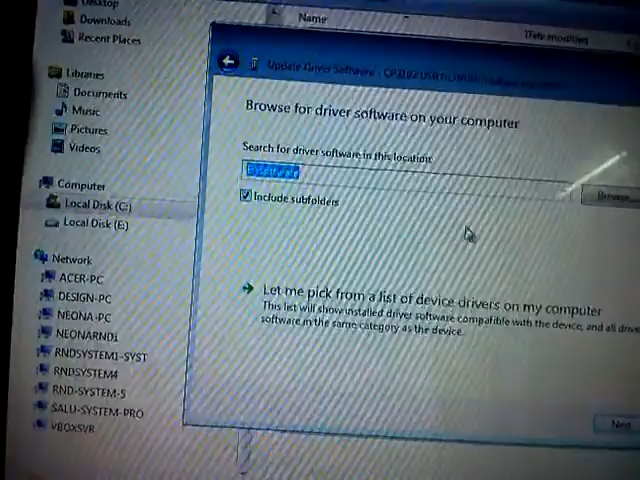 Desktop
Downloads
Recent Places
Libraries
Documents
Music
Pictures
Videos
Computer
Local Disk (C:)
Local Disk (E:)
Network
ACER-PC
DESIGN-PC
NEONA-PC
NEONARND1
RNDSYSTEM1-SYST
RNDSYSTEM4
RND-SYSTEM-5
SALU-SYSTEM-PRO
VBOXSVR
Name
Date modified
Update Driver Software - CP2102 USB
Browse for driver software on your computer
Search for driver software in this location:
Browse...
Include subfolders
Let me pick from a list of device drivers on my computer
This list will show installed driver software compatible with the device, and all drive
software in the same category as the device.
Next